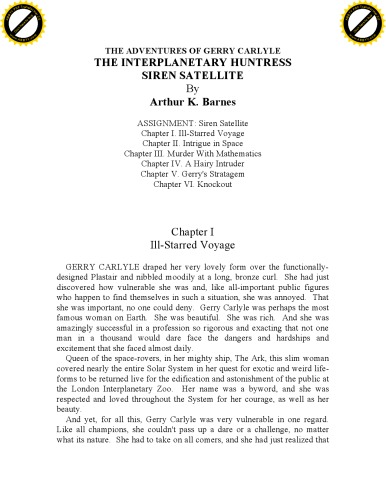 THE ADVENTURES OF GERRY CARLYLE
THE INTERPLANETARY HUNTRESS
SIREN SATELLITE
By
Arthur K. Barnes
ASSIGNMENT: Siren Satellite
Chapter I. Ill-Starred Voyage
Chapter II. Intrigue in Space
Chapter III. Murder With Mathematics
Chapter IV. A Hairy Intruder
Chapter V. Gerry's Stratagem
Chapter VI. Knockout
Chapter I
Ill-Starred Voyage
GERRY CARLYLE draped her very lovely form over the functionally-
designed Plastair and nibbled moodily at a long, bronze curl. She had just
discovered how vulnerable she was and, like all-important public figures
who happen to find themselves in such a situation, she was annoyed. That
she was important, no one could deny. Gerry Carlyle was perhaps the most
famous woman on Earth. She was beautiful. She was rich. And she was
amazingly successful in a profession so rigorous and exacting that not one
man in a thousand would dare face the dangers and hardships and
excitement that she faced almost daily.
Queen of the space-rovers, in her mighty ship, The Ark, this slim woman
covered nearly the entire Solar System in her quest for exotic and weird life-
forms to be returned live for the edification and astonishment of the public at
the London Interplanetary Zoo. Her name was a byword, and she was
respected and loved throughout the System for her courage, as well as her
beauty.
And yet, for all this, Gerry Carlyle was very vulnerable in one regard.
Like all champions, she couldn't pass up a dare or a challenge, no matter
what its nature. She had to take on all comers, and she had just realized that